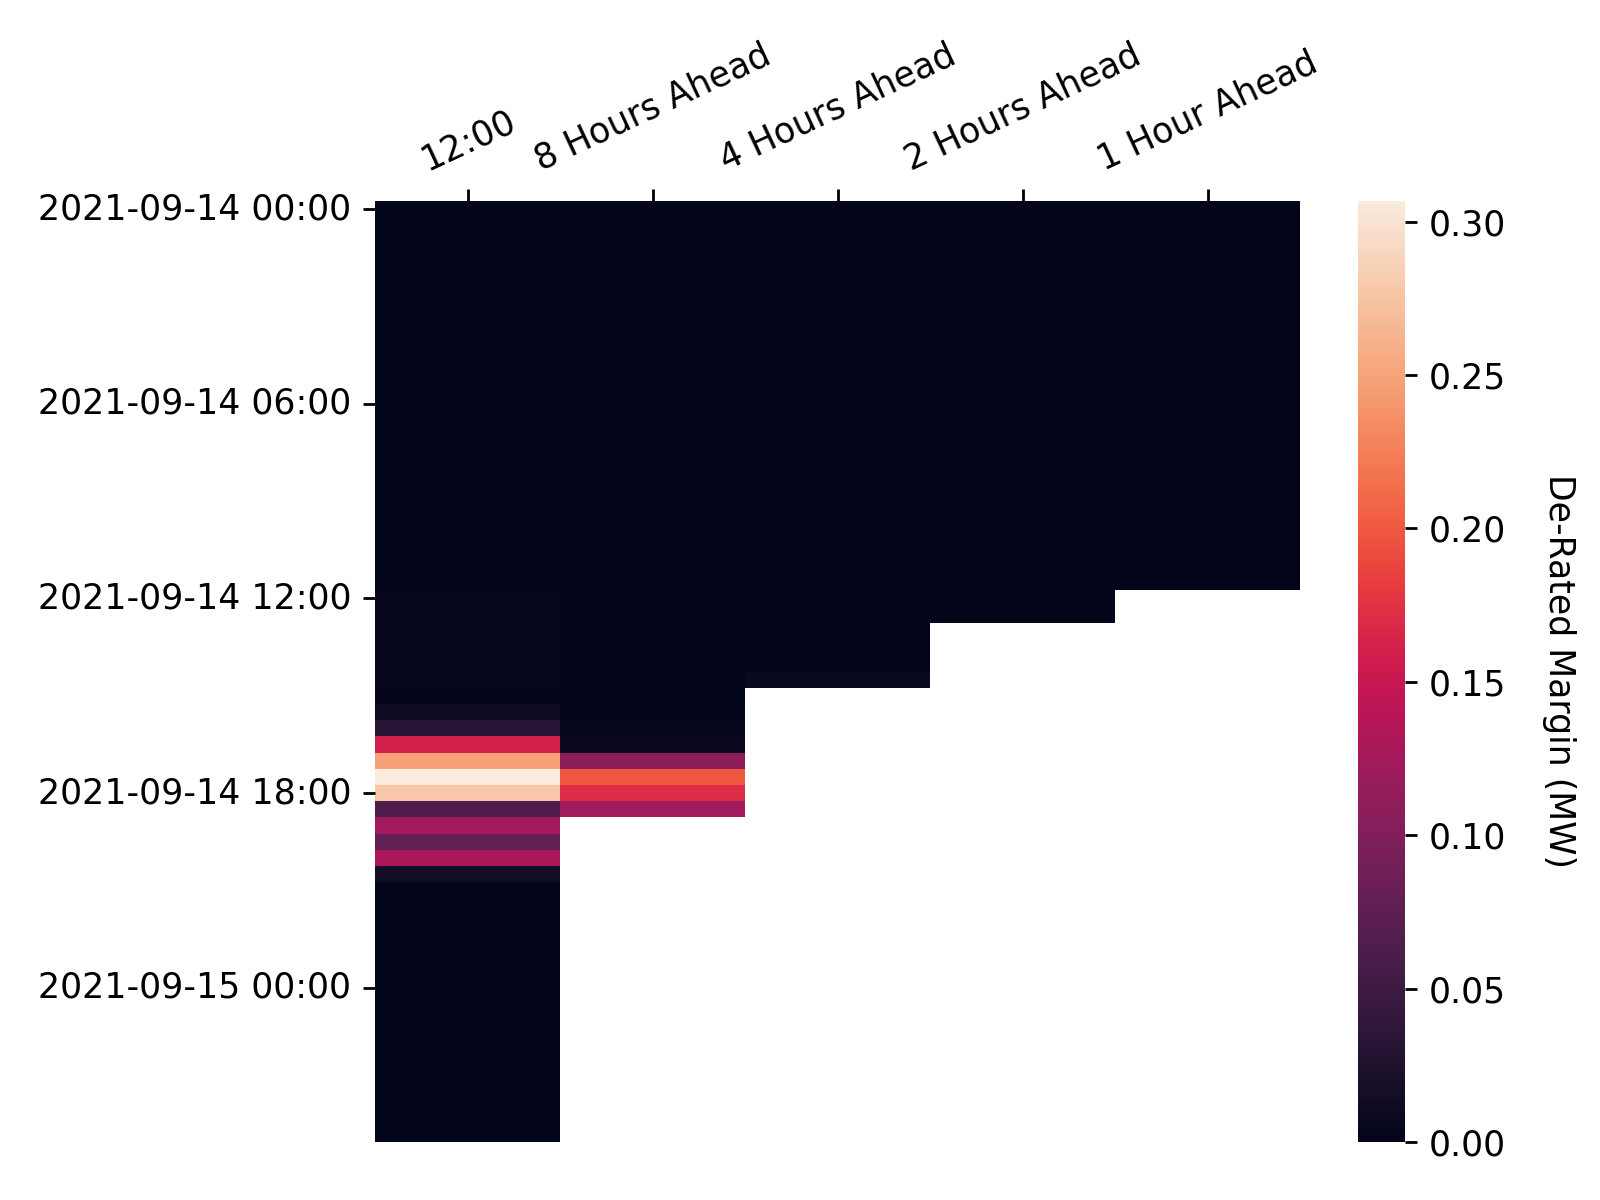 12:00
8 Hours Ahead
4 Hours Ahead
2 Hours Ahead
1 Hour Ahead
2021-09-14 00:00
2021-09-14 06:00
2021-09-14 12:00
2021-09-14 18:00
2021-09-15 00:00
0.30
0.25
0.20
0.15
0.10
0.05
0.00
De-Rated Margin (MW)